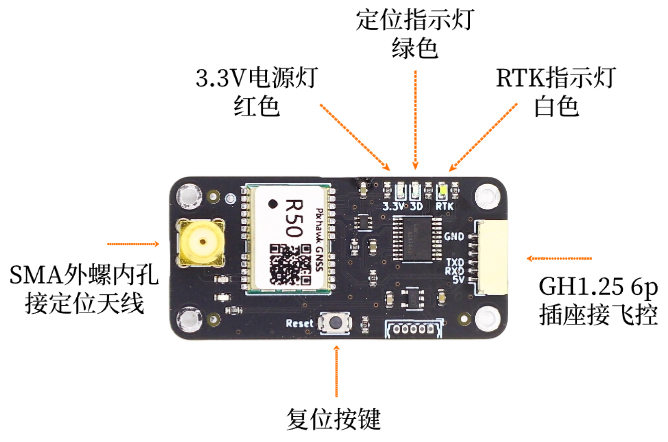 定位指示灯
绿色
3.3V电源灯
红色
RTK指示灯
白色
3.3V 3D RTK
R50
Pixhawk GNSS
GND
TXD
RXD
5V
SMA外螺内孔
接定位天线
GH1.25 6p
插座接飞控
Reset
复位按键